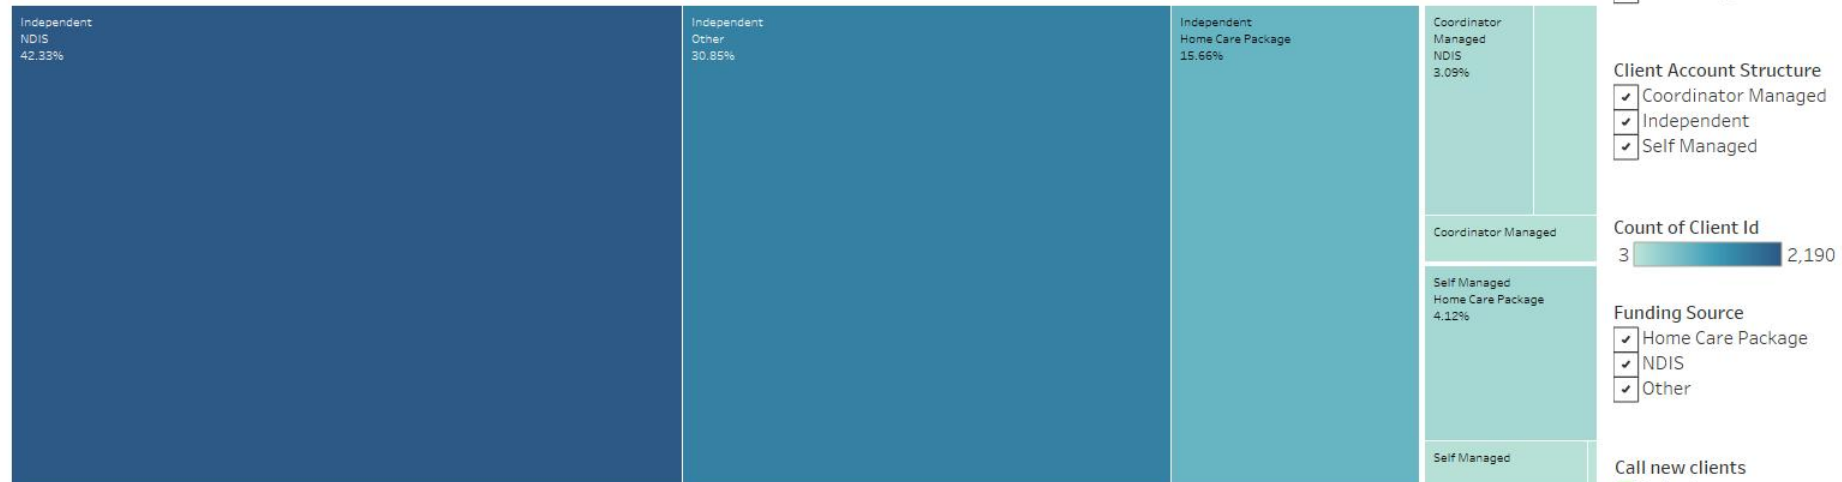 Independent
NDIS
42.33%
Independent
Other
30.85%
Independent
Home Care Package
15.66%
Coordinator
Managed
NDIS
3.09%
Coordinator Managed
Self Managed
Home Care Package
4.12%
Self Managed
Client Account Structure
Coordinator Managed
Independent
Self Managed
Count of Client Id
3
2,190
Funding Source
Home Care Package
NDIS
Other
Call new clients